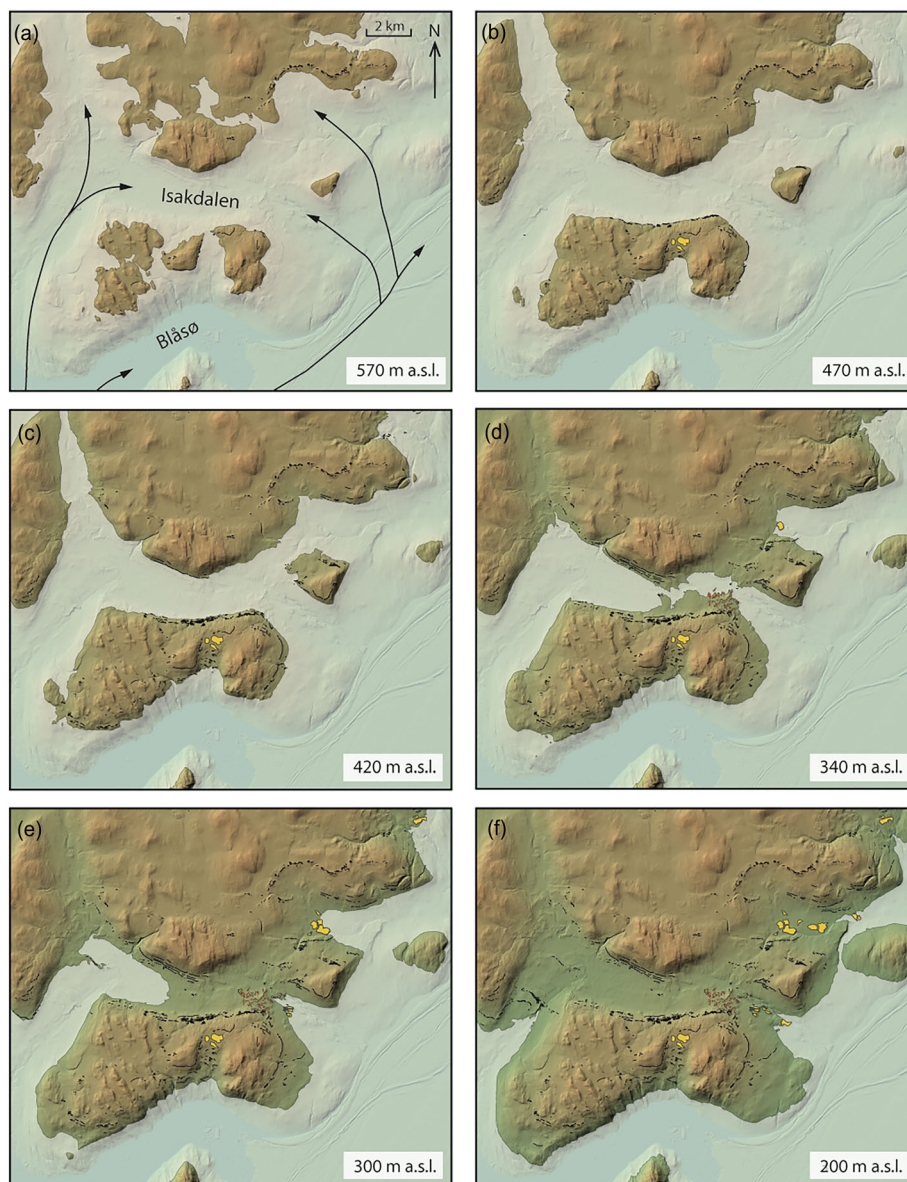 (a)
2 km
N
Isakdalen
Blåsø
570 m a.s.l.
(b)
470 m a.s.l.
(c)
420 m a.s.l.
(d)
340 m a.s.l.
(e)
300 m a.s.l.
(f)
200 m a.s.l.